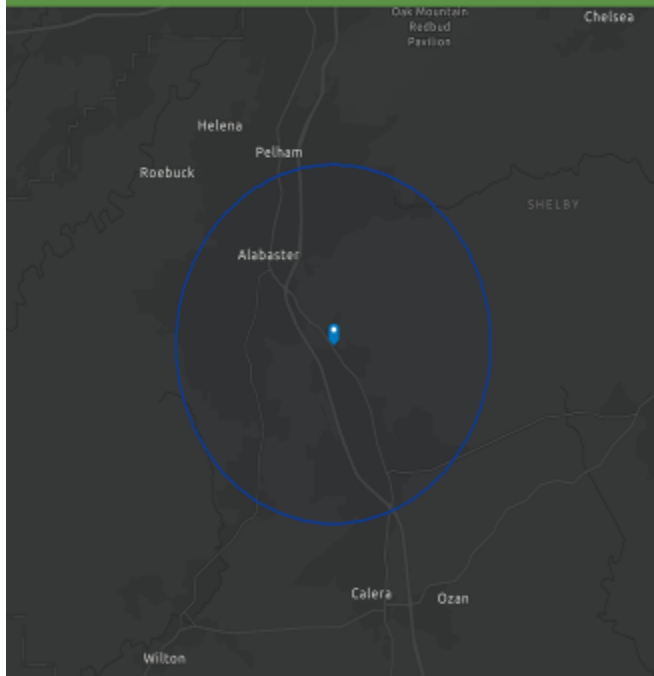 Oak Mountain
Redbud
Pavilion
Chelsea
Helena
Pelham
Roebuck
SHELBY
Alabaster
Calera
Ozan
Wilton